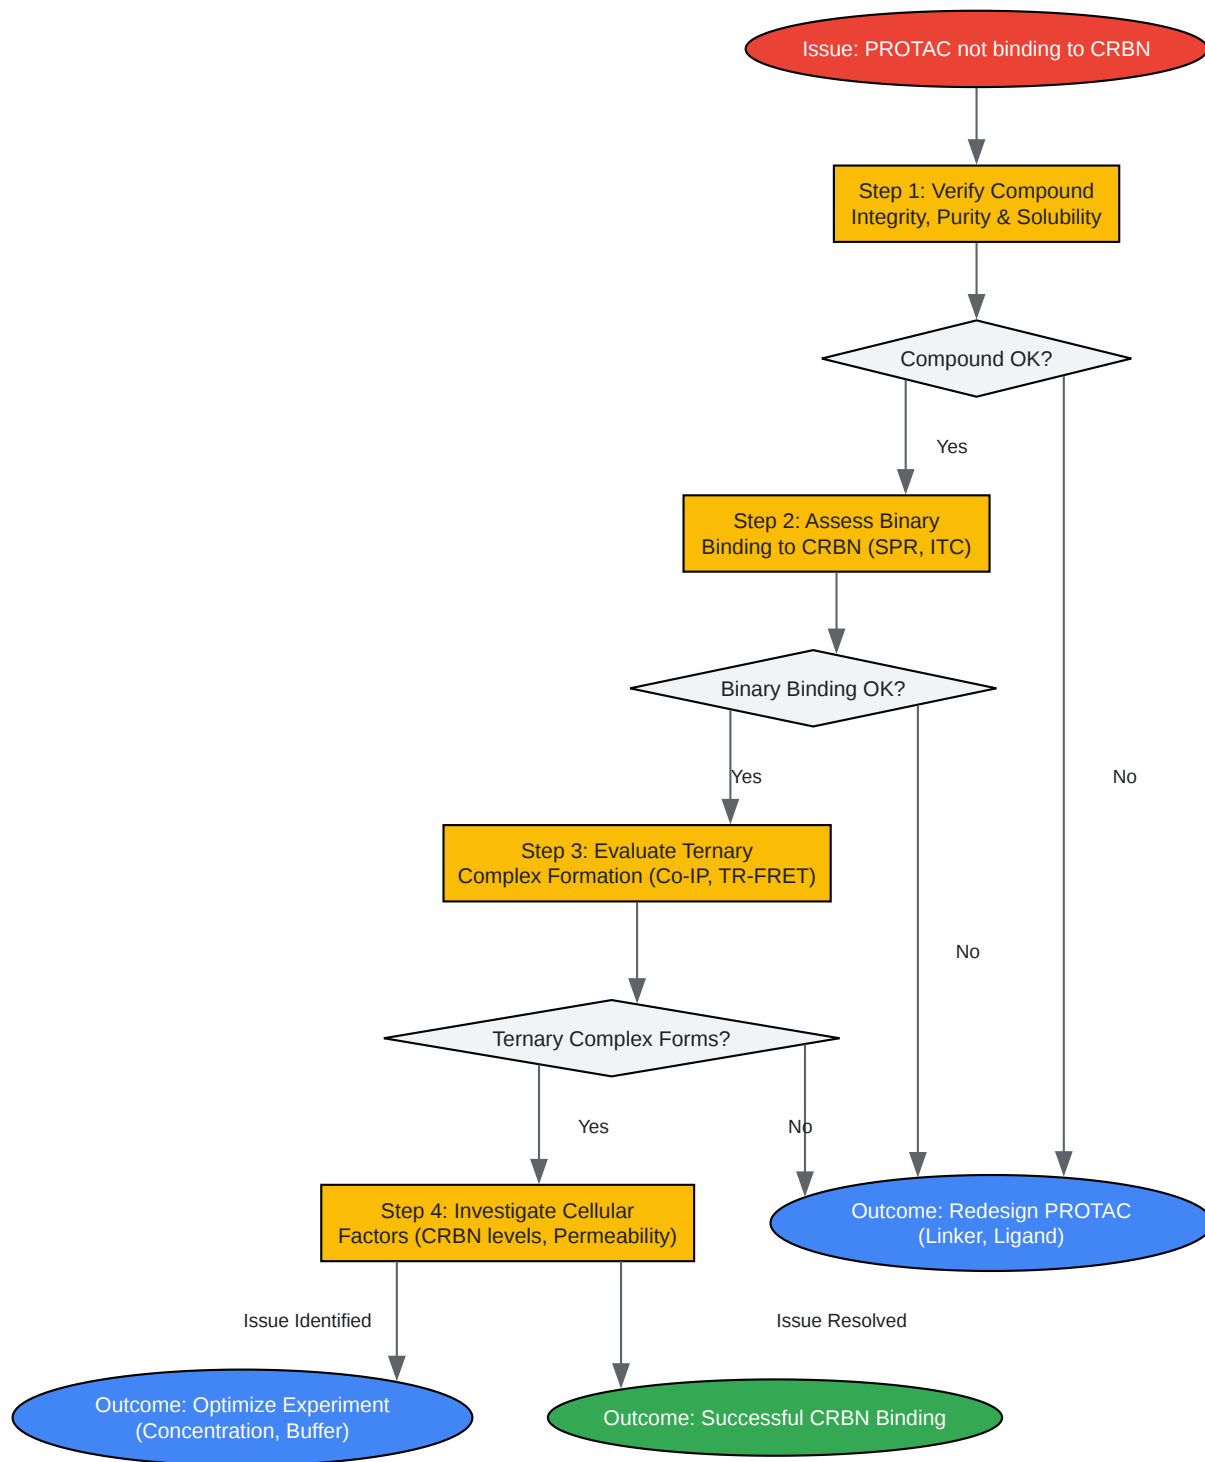 Issue: PROTAC not binding to CRBN
Step 1: Verify Compound
Integrity, Purity & Solubility
Compound OK?
Yes
Step 2: Assess Binary
Binding to CRBN (SPR, ITC)
Binary Binding OK?
Yes
No
Step 3: Evaluate Ternary
Complex Formation (Co-IP, TR-FRET)
No
Ternary Complex Forms?
Yes
No
Step 4: Investigate Cellular
Factors (CRBN levels, Permeability)
Outcome: Redesign PROTAC
(Linker, Ligand)
Issue Identified
Issue Resolved
Outcome: Optimize Experiment
(Concentration, Buffer)
Outcome: Successful CRBN Binding